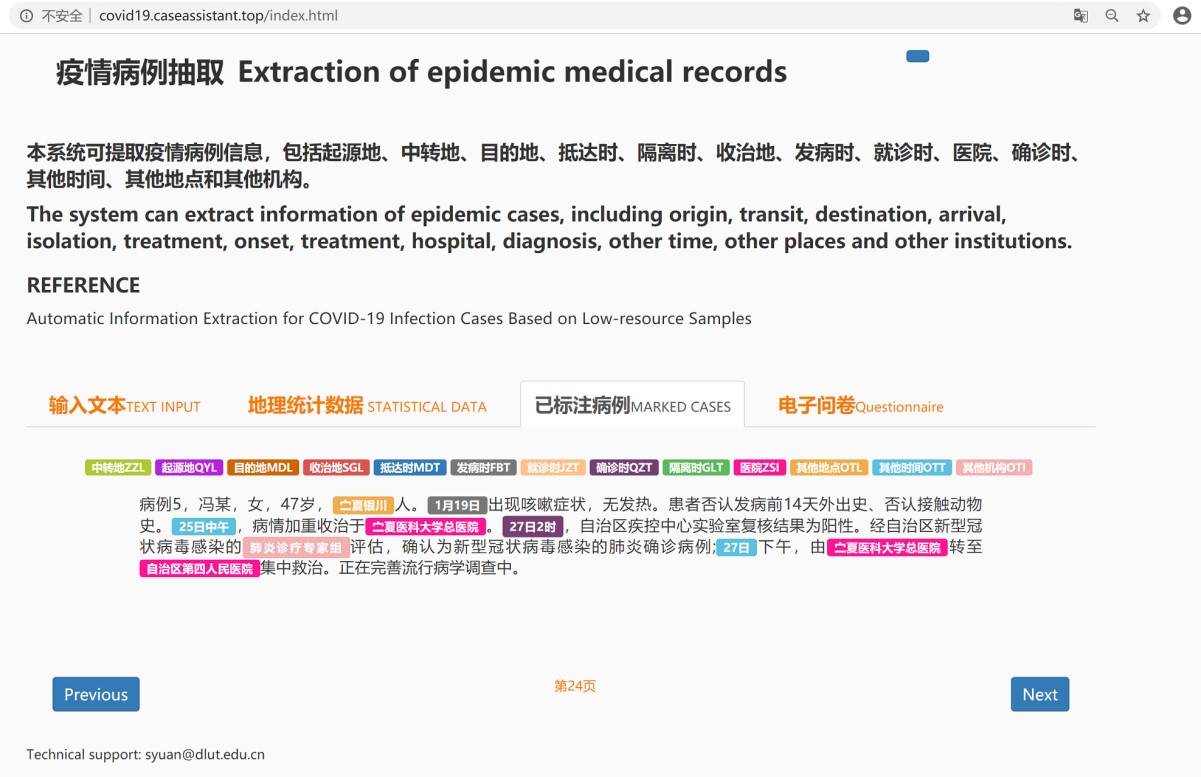 不安全 covid19.caseassistant.top/index.html
疫情病例抽取 Extraction of epidemic medical records
本系统可提取疫情病例信息，包括起源地、中转地、目的地、抵达时、隔离时、收治地、发病时、就诊时、医院、确诊时、
其他时间、其他地点和其他机构。
The system can extract information of epidemic cases, including origin, transit, destination, arrival,
isolation, treatment, onset, treatment, hospital, diagnosis, other time, other places and other institutions.
REFERENCE
Automatic Information Extraction for COVID-19 Infection Cases Based on Low-resource Samples
输入文本TEXT INPUT 地理统计数据 STATISTICAL DATA 已标注病例MARKED CASES 电子问卷Questionnaire
中转地ZZL 起源地QYL 目的地MDL 收治地SGL 抵达时MDT 发病时FBT 就诊时JZT 确诊时QZT 隔离时GLT 医院ZSI 其他地点OTL 其他时间OTT 其他机构OTI
病例5，冯某，女，47岁，宁夏银川人。1月19日出现咳嗽症状，无发热。患者否认发病前14天外出史、否认接触动物
史。25日中午，病情加重收治于宁夏医科大学总医院。27日2时，自治区疾控中心实验室复核结果为阳性。经自治区新型冠
状病毒感染的肺炎诊疗专家组评估，确认为新型冠状病毒感染的肺炎确诊病例;27日下午，由宁夏医科大学总医院转至
自治区第四人民医院集中救治。正在完善流行病学调查中。
Previous 第24页 Next
Technical support: syuan@dlut.edu.cn